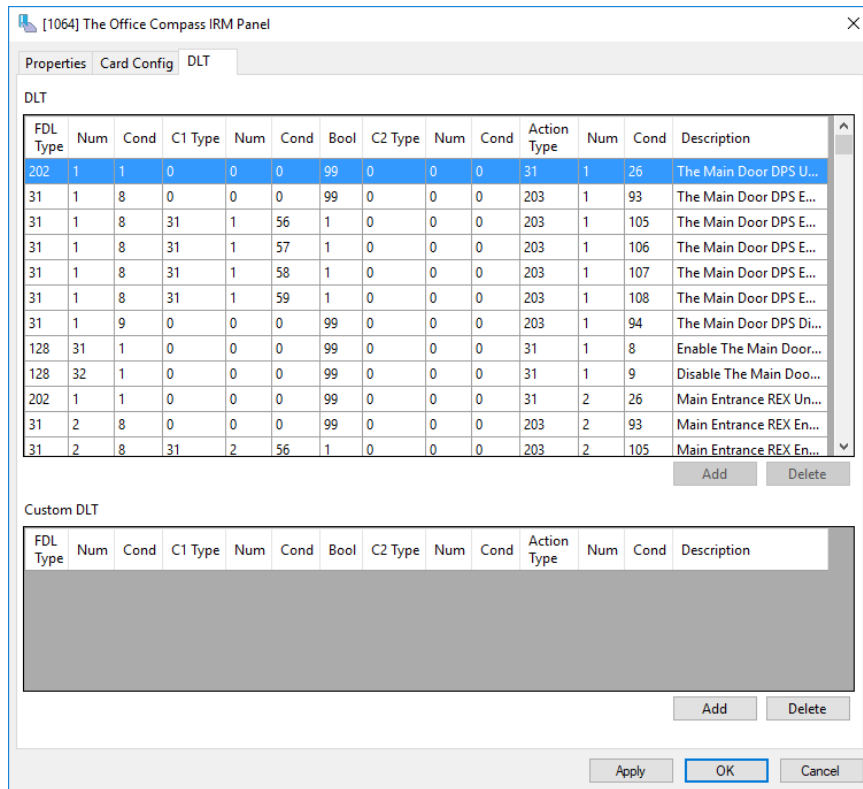 [1064] The Office Compass IRM Panel
Properties Card Config DLT
DLT
FDL Type Num Cond C1 Type Num Cond Bool C2 Type Num Cond Action Type Num Cond Description
202 1 1 0 0 0 99 0 0 0 31 1 26 The Main Door DPS U...
31 1 8 0 0 0 99 0 0 0 203 1 93 The Main Door DPS E...
31 1 8 31 1 56 1 0 0 0 203 1 105 The Main Door DPS E...
31 1 8 31 1 57 1 0 0 0 203 1 106 The Main Door DPS E...
31 1 8 31 1 58 1 0 0 0 203 1 107 The Main Door DPS E...
31 1 8 31 1 59 1 0 0 0 203 1 108 The Main Door DPS E...
31 1 9 0 0 0 99 0 0 0 203 1 94 The Main Door DPS Di...
128 31 1 0 0 0 99 0 0 0 31 1 8 Enable The Main Door...
128 32 1 0 0 0 99 0 0 0 31 1 9 Disable The Main Doo...
202 1 1 0 0 0 99 0 0 0 31 2 26 Main Entrance REX Un...
31 2 8 0 0 0 99 0 0 0 203 2 93 Main Entrance REX En...
31 2 8 31 2 56 1 0 0 0 203 2 105 Main Entrance REX En...
Add Delete
Custom DLT
FDL Type Num Cond C1 Type Num Cond Bool C2 Type Num Cond Action Type Num Cond Description
Add Delete
Apply OK Cancel